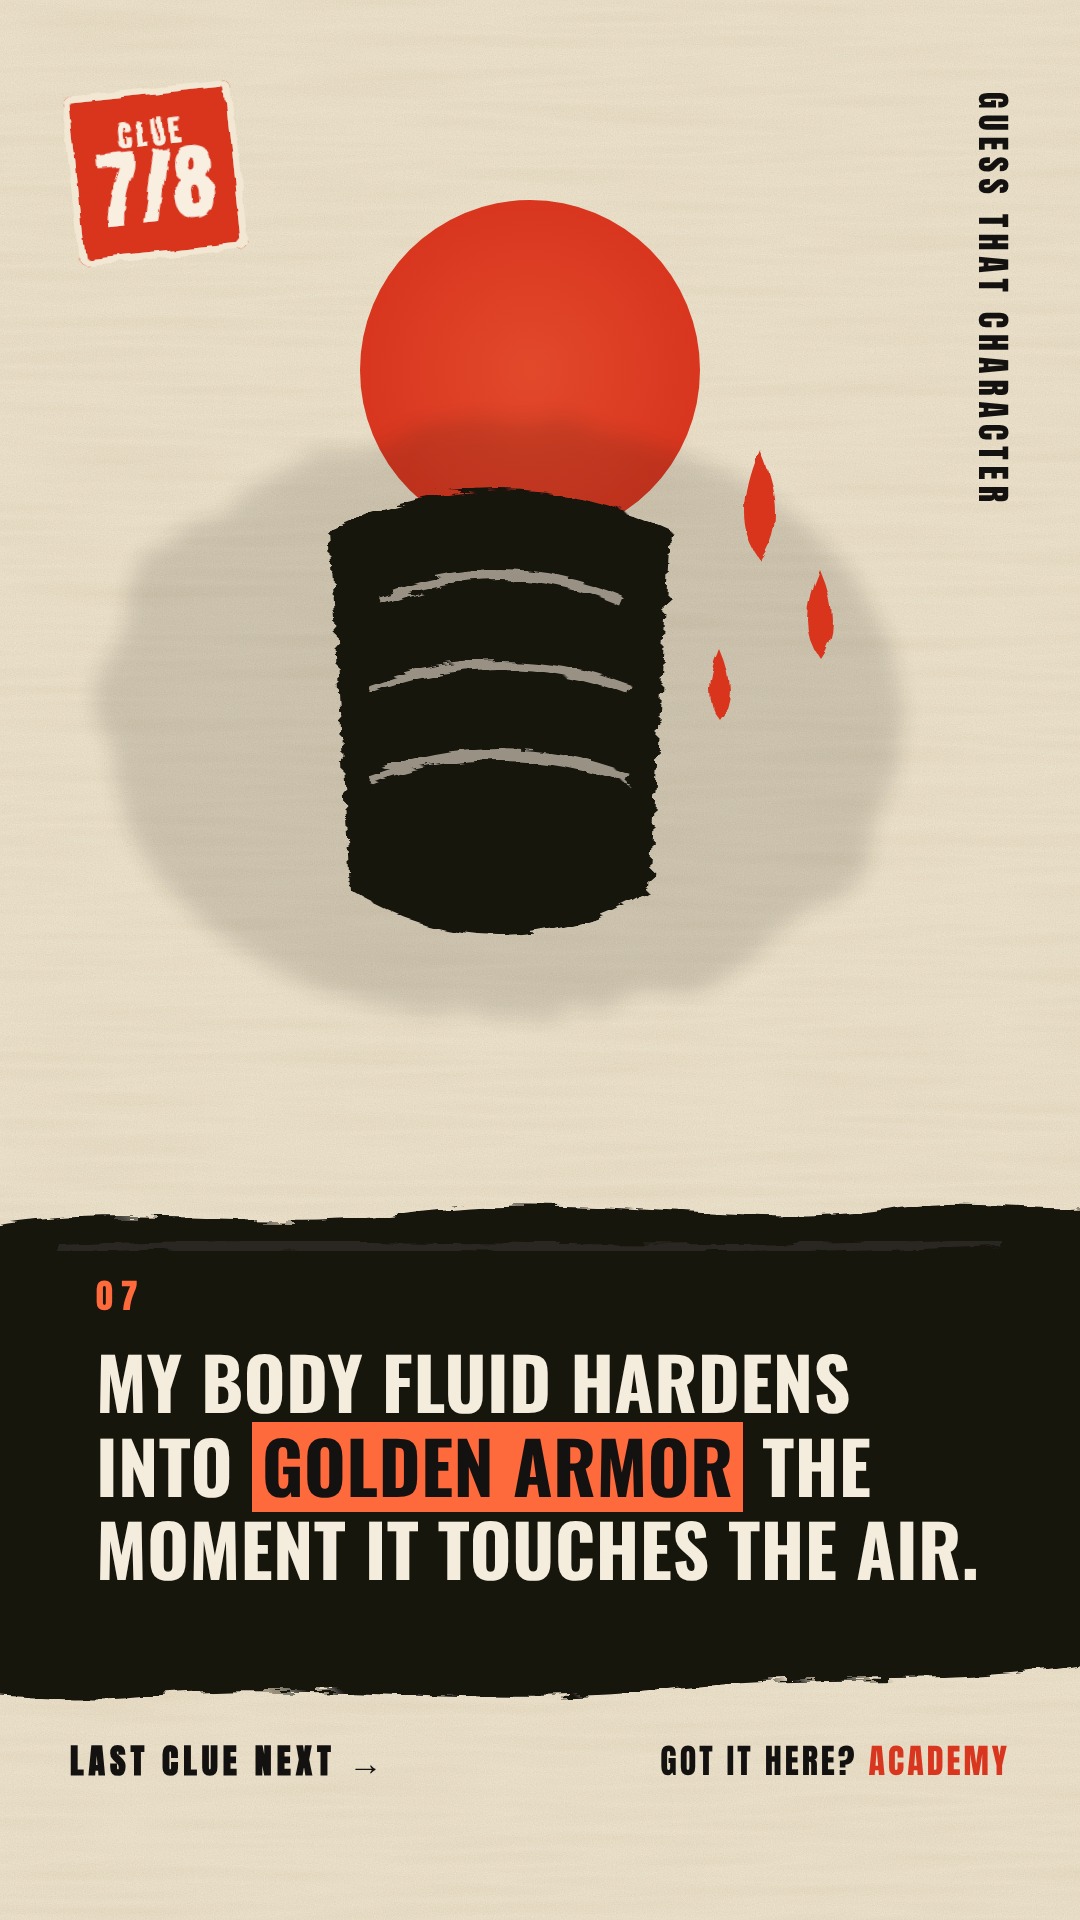 CLUE
7/8
GUESS THAT CHARACTER
07
MY BODY FLUID HARDENS
INTO GOLDEN ARMOR THE
MOMENT IT TOUCHES THE AIR.
LAST CLUE NEXT →
GOT IT HERE? ACADEMY